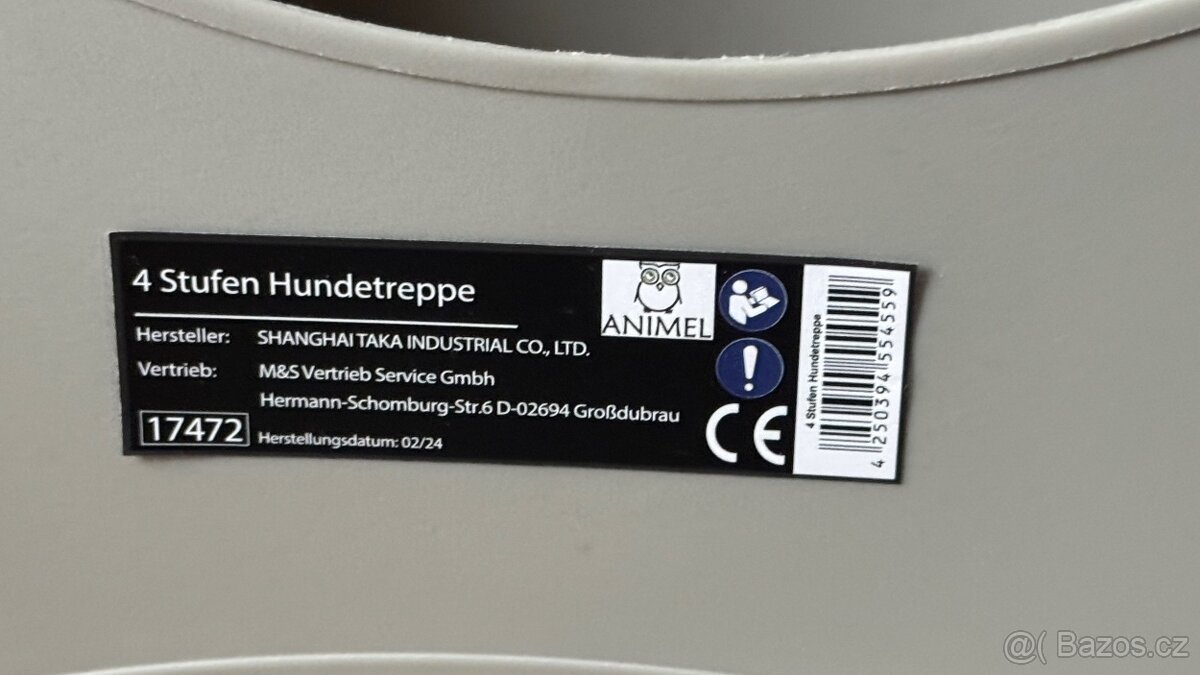 4 Stufen Hundetreppe
Hersteller: SHANGHAI TAKA INDUSTRIAL CO., LTD.
Vertrieb: M&S Vertrieb Service Gmbh
Hermann-Schomburg-Str.6 D-02694 Großdubrau
17472 Herstellungsdatum: 02/24
ANIMEL
CE
4 Stufen Hundetreppe
4 250394 554559
@( Bazos.cz